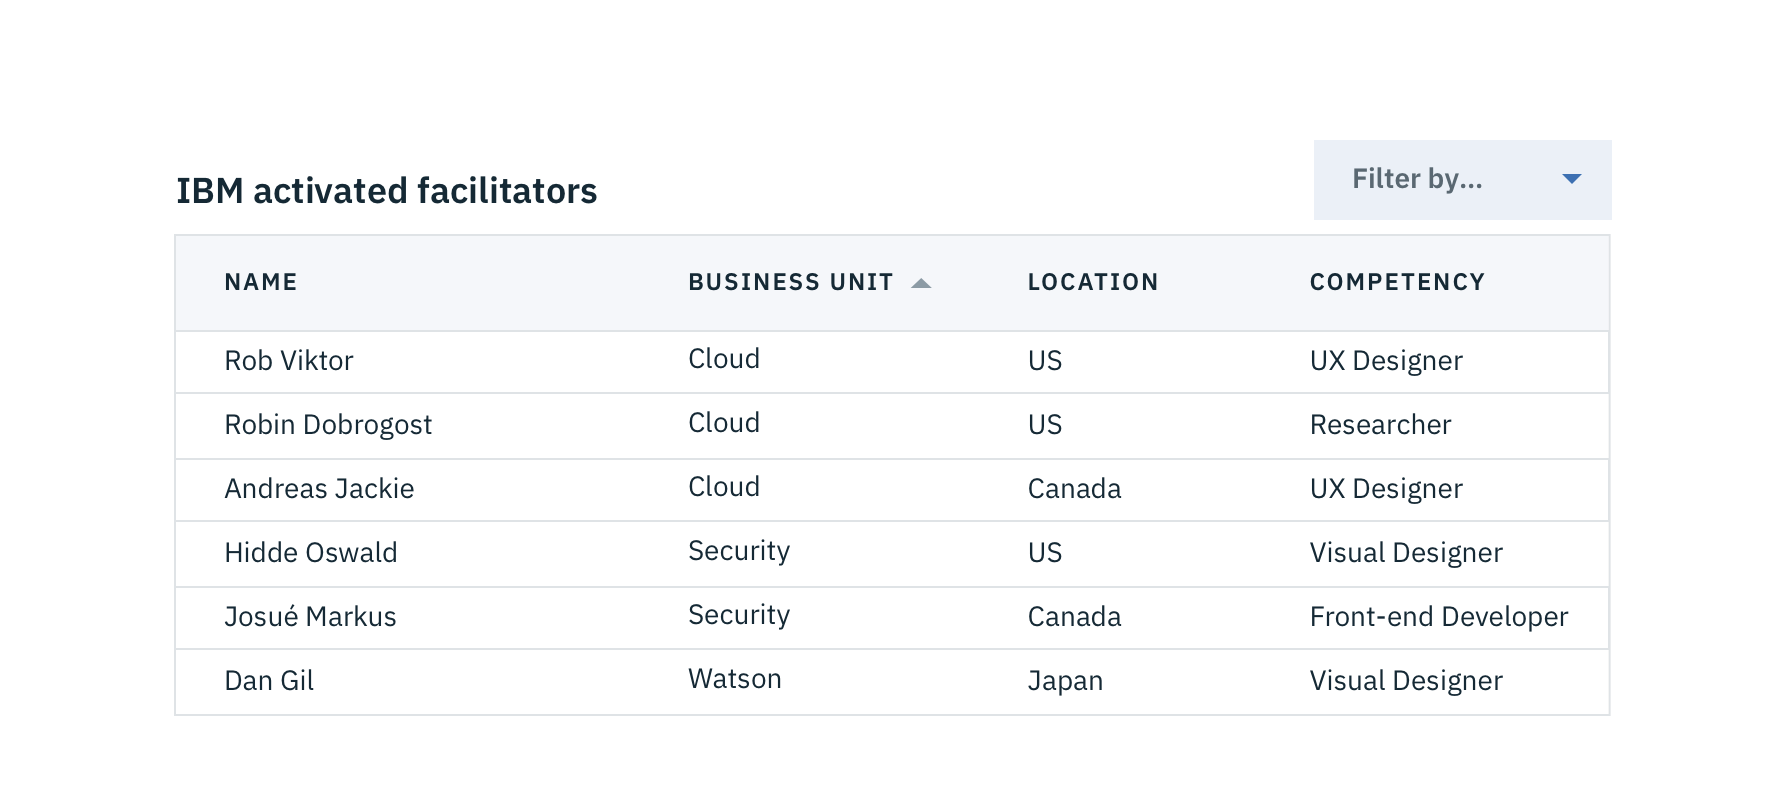 IBM activated facilitators
Filter by...
NAME BUSINESS UNIT LOCATION COMPETENCY
Rob Viktor Cloud US UX Designer
Robin Dobrogost Cloud US Researcher
Andreas Jackie Cloud Canada UX Designer
Hidde Oswald Security US Visual Designer
Josué Markus Security Canada Front-end Developer
Dan Gil Watson Japan Visual Designer